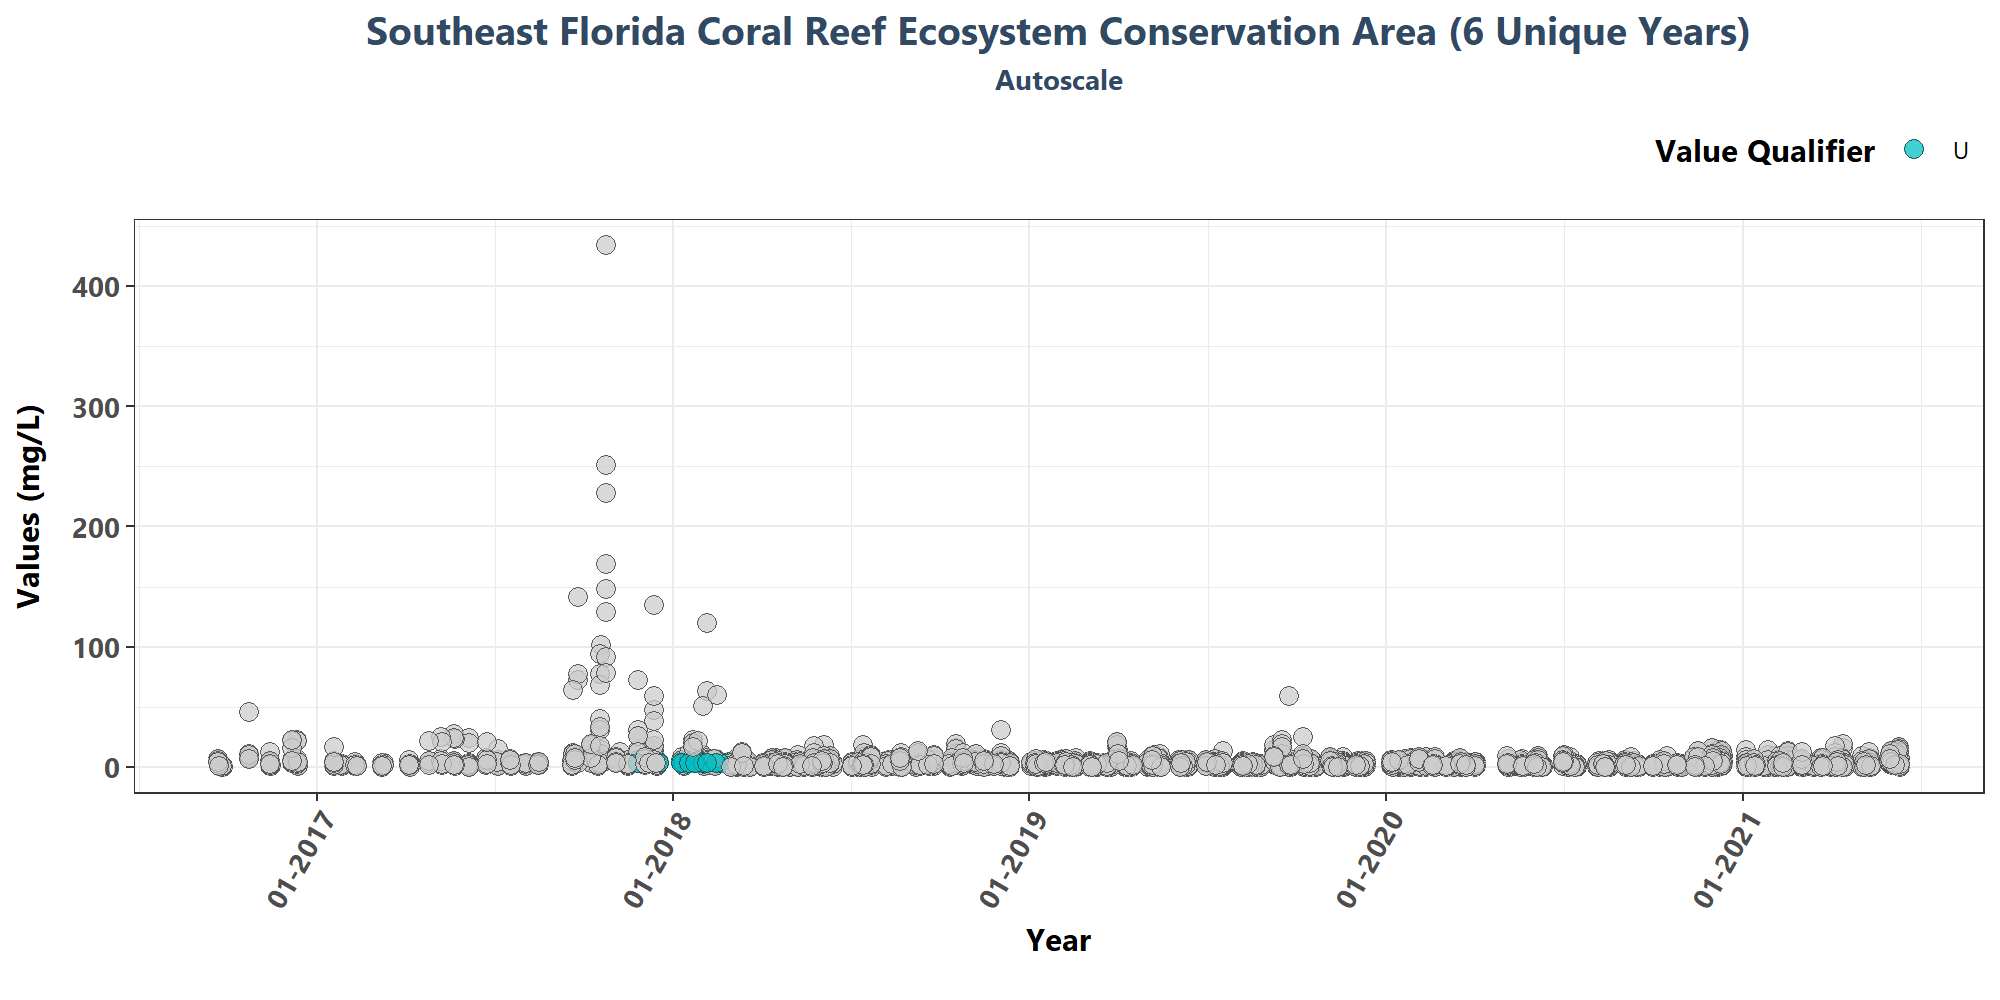 Southeast Florida Coral Reef Ecosystem Conservation Area (6 Unique Years)
Autoscale
Value Qualifier U
Values (mg/L)
400
300
200
100
0
01-2017
01-2018
01-2019
01-2020
01-2021
Year